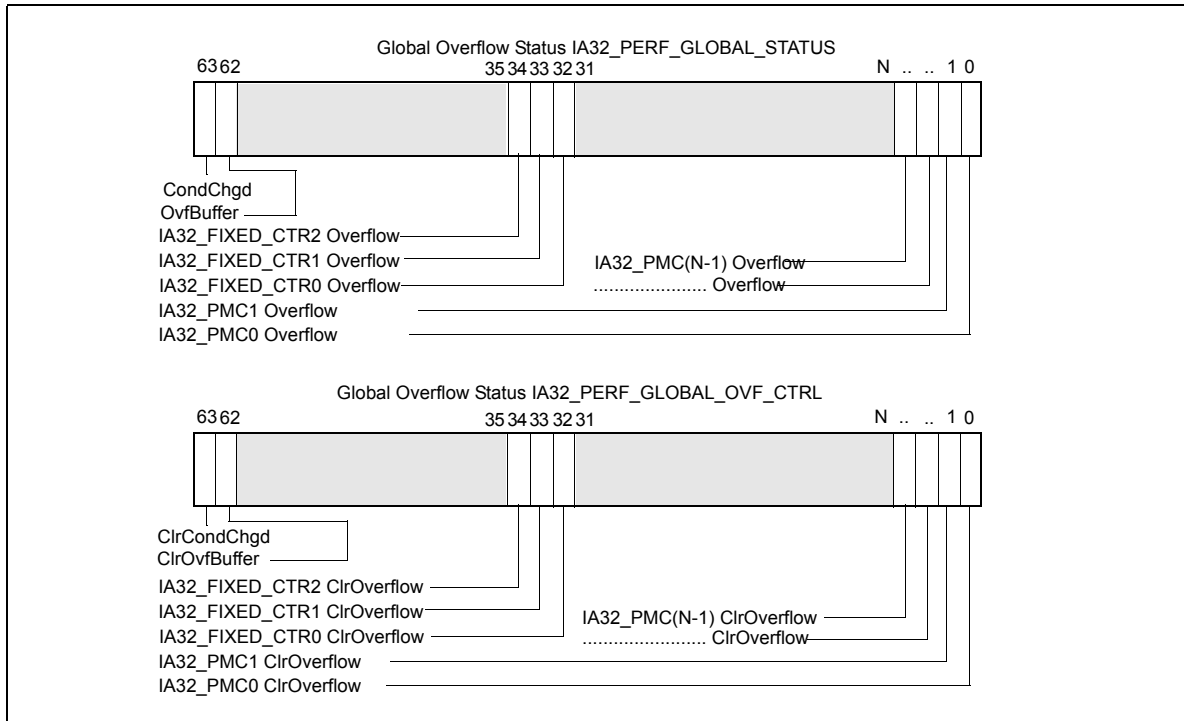 Global Overflow Status IA32_PERF_GLOBAL_STATUS
63 62 35 34 33 32 31 N .. .. 1 0
CondChgd
OvfBuffer
IA32_FIXED_CTR2 Overflow
IA32_FIXED_CTR1 Overflow
IA32_PMC(N-1) Overflow
IA32_FIXED_CTR0 Overflow
...................... Overflow
IA32_PMC1 Overflow
IA32_PMC0 Overflow
Global Overflow Status IA32_PERF_GLOBAL_OVF_CTRL
63 62 35 34 33 32 31 N .. .. 1 0
ClrCondChgd
ClrOvfBuffer
IA32_FIXED_CTR2 ClrOverflow
IA32_FIXED_CTR1 ClrOverflow
IA32_PMC(N-1) ClrOverflow
IA32_FIXED_CTR0 ClrOverflow
........................ ClrOverflow
IA32_PMC1 ClrOverflow
IA32_PMC0 ClrOverflow